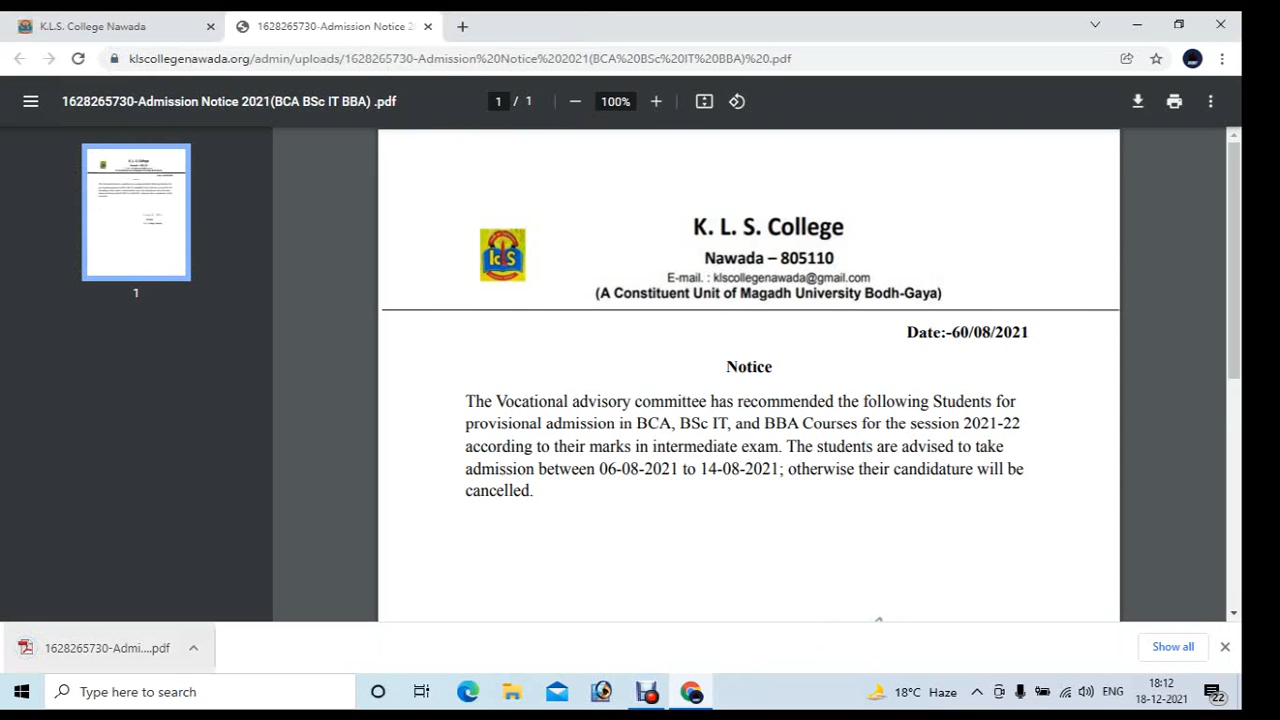 K.L.S. College Nawada
1628265730-Admission Notice 2
klscollegenawada.org/admin/uploads/1628265730-Admission%20Notice%202021(BCA%20BSc%20IT%20BBA)%20.pdf
1628265730-Admission Notice 2021(BCA BSc IT BBA) .pdf
1 / 1
100%
1
K. L. S. College
Nawada – 805110
E-mail. : klscollegenawada@gmail.com
(A Constituent Unit of Magadh University Bodh-Gaya)
Date:-60/08/2021
Notice
The Vocational advisory committee has recommended the following Students for
provisional admission in BCA, BSc IT, and BBA Courses for the session 2021-22
according to their marks in intermediate exam. The students are advised to take
admission between 06-08-2021 to 14-08-2021; otherwise their candidature will be
cancelled.
1628265730-Admi....pdf
Show all
Type here to search
18°C Haze
ENG
18:12
18-12-2021
22